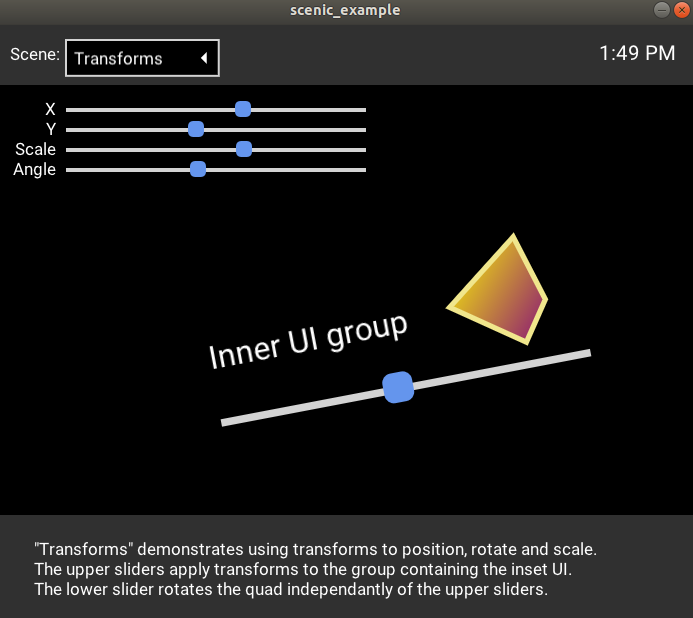 scenic_example
Scene: Transforms 1:49 PM
X
Y
Scale
Angle
Inner UI group
"Transforms" demonstrates using transforms to position, rotate and scale.
The upper sliders apply transforms to the group containing the inset UI.
The lower slider rotates the quad independantly of the upper sliders.